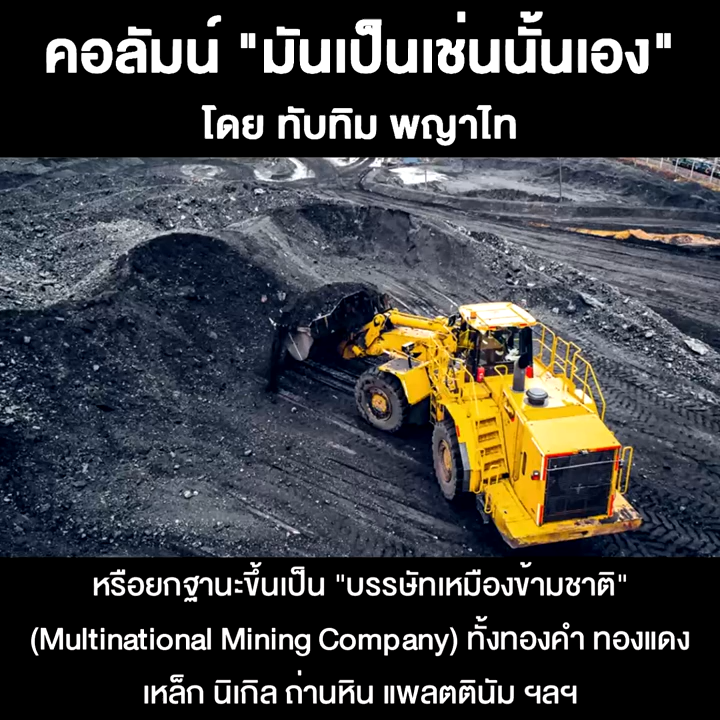 คอลัมน์ "มันเป็นเช่นนั้นเอง"
โดย ทับทิม พญาไท
หรือยกฐานะขึ้นเป็น "บรรษัทเหมืองข้ามชาติ"
(Multinational Mining Company) ทั้งทองคำ ทองแดง
เหล็ก นิเกิล ถ่านหิน แพลตตินัม ฯลฯ